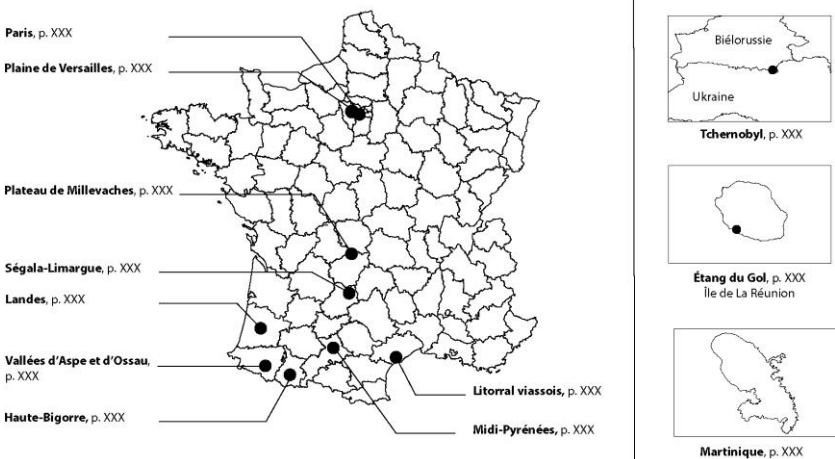 Paris, p. XXX
Plaine de Versailles, p. XXX
Plateau de Millevaches, p. XXX
Ségala-Limargue, p. XXX
Landes, p. XXX
Vallées d'Aspe et d'Ossau,
p. XXX
Haute-Bigorre, p. XXX
Litorral viassois, p. XXX
Midi-Pyrénées, p. XXX
Biélorussie
Ukraine
Tchernobyl, p. XXX
Étang du Gol, p. XXX
Île de La Réunion
Martinique, p. XXX